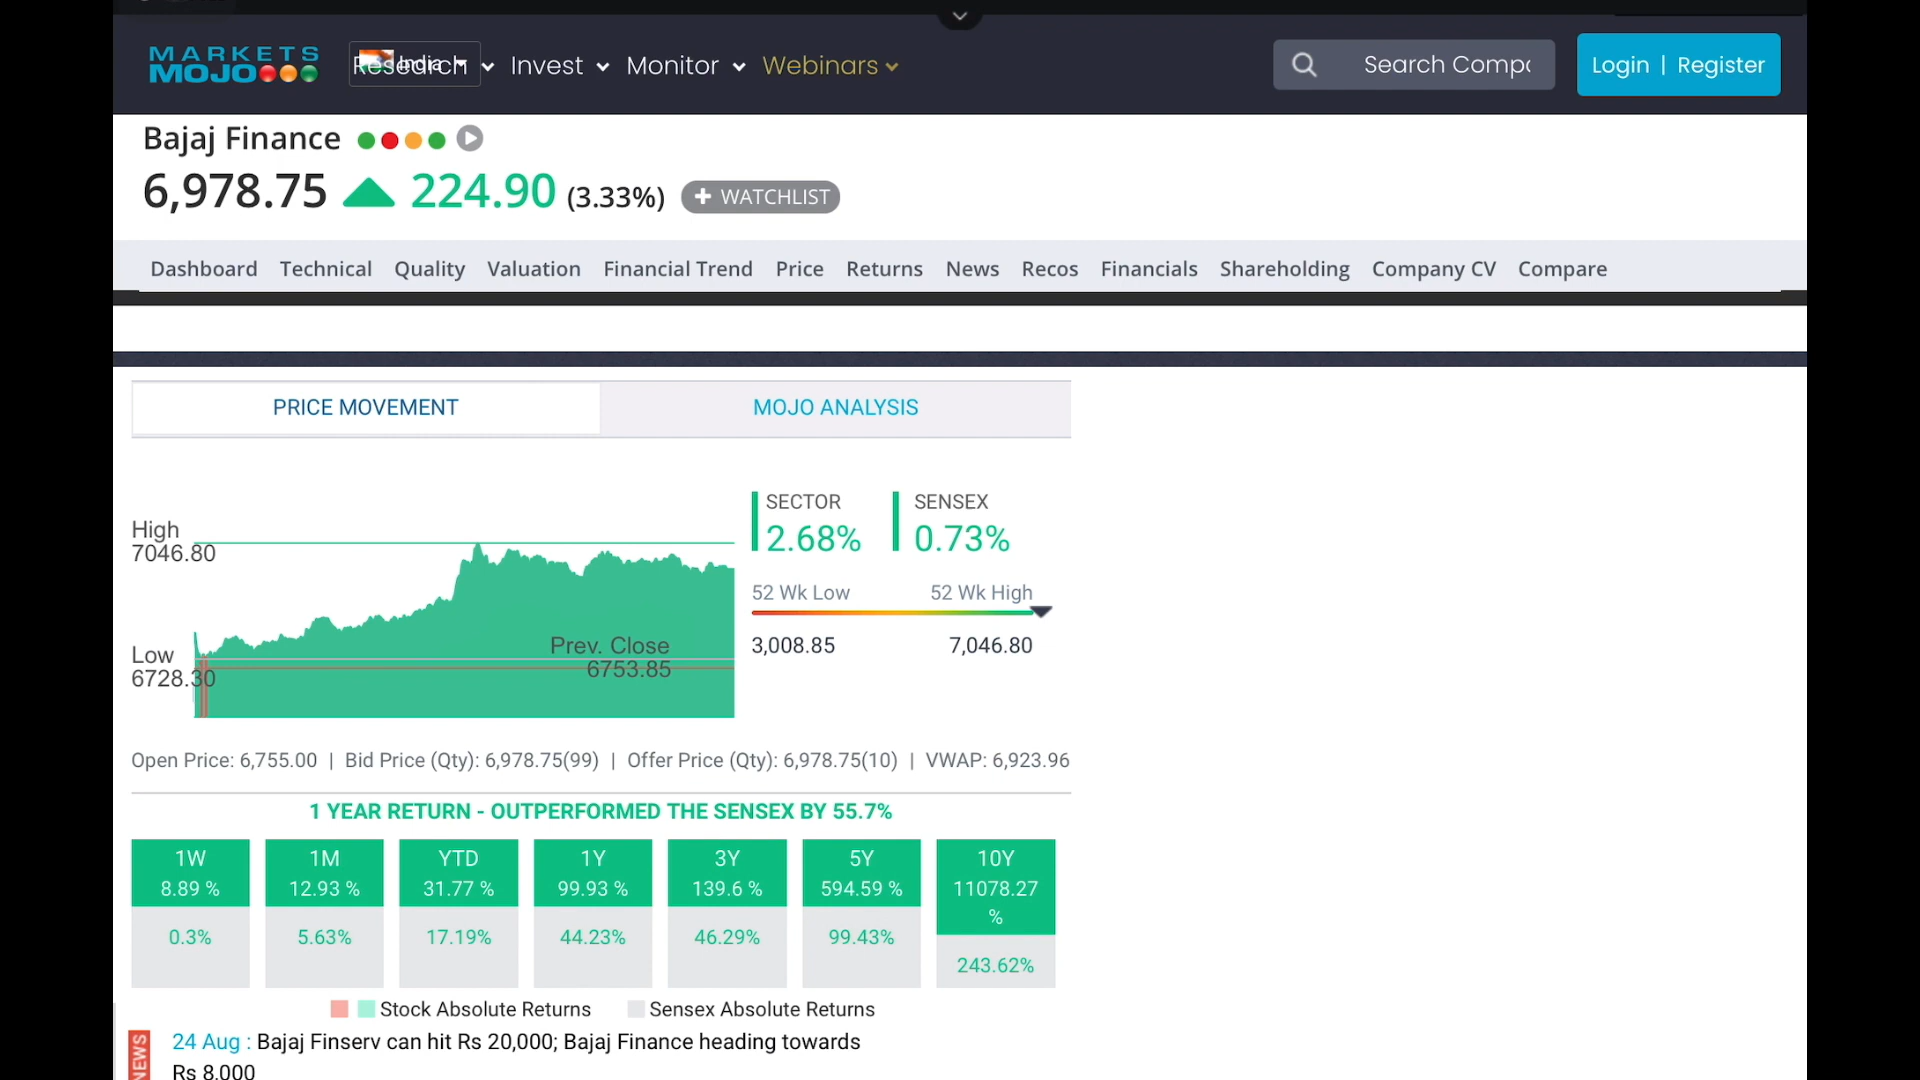 MARKETS
MOJO
Research India Invest Monitor Webinars
Search Compa
Login | Register
Bajaj Finance
6,978.75 224.90 (3.33%) + WATCHLIST
Dashboard Technical Quality Valuation Financial Trend Price Returns News Recos Financials Shareholding Company CV Compare
PRICE MOVEMENT MOJO ANALYSIS
High
7046.80
Low
6728.30
Prev. Close
6753.85
SECTOR SENSEX
2.68% 0.73%
52 Wk Low 52 Wk High
3,008.85 7,046.80
Open Price: 6,755.00 | Bid Price (Qty): 6,978.75(99) | Offer Price (Qty): 6,978.75(10) | VWAP: 6,923.96
1 YEAR RETURN - OUTPERFORMED THE SENSEX BY 55.7%
1W 1M YTD 1Y 3Y 5Y 10Y
8.89 % 12.93 % 31.77 % 99.93 % 139.6 % 594.59 % 11078.27
%
0.3% 5.63% 17.19% 44.23% 46.29% 99.43%
243.62%
Stock Absolute Returns Sensex Absolute Returns
NEWS
24 Aug : Bajaj Finserv can hit Rs 20,000; Bajaj Finance heading towards
Rs 8,000